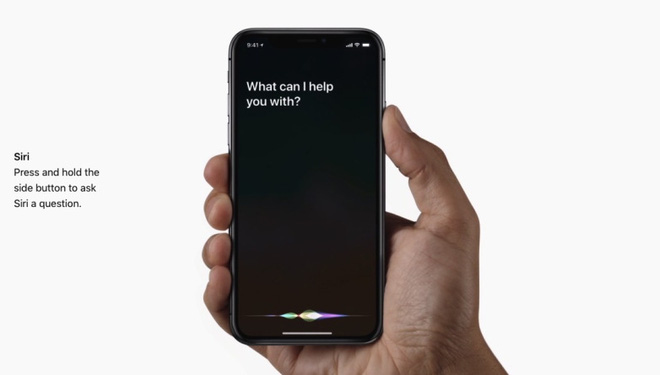 Siri
Press and hold the
side button to ask
Siri a question.
9:41
What can I help
you with?